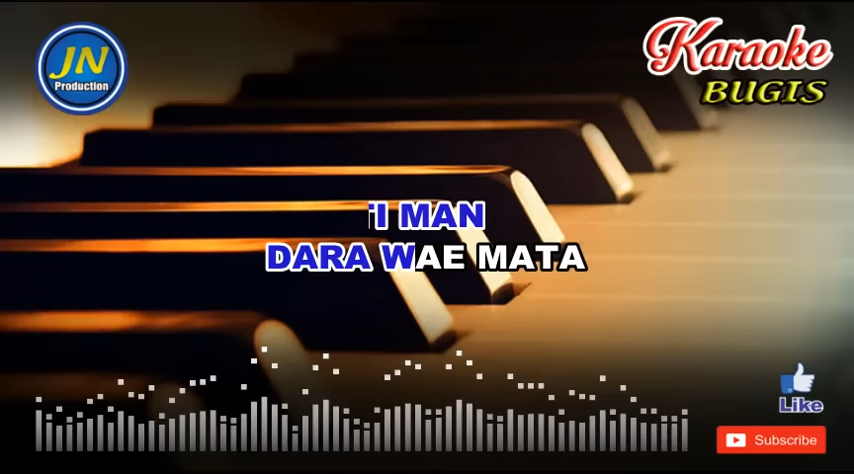 JN
Production
Karaoke
BUGIS
I MAN
DARA WAE MATA
Like
Subscribe